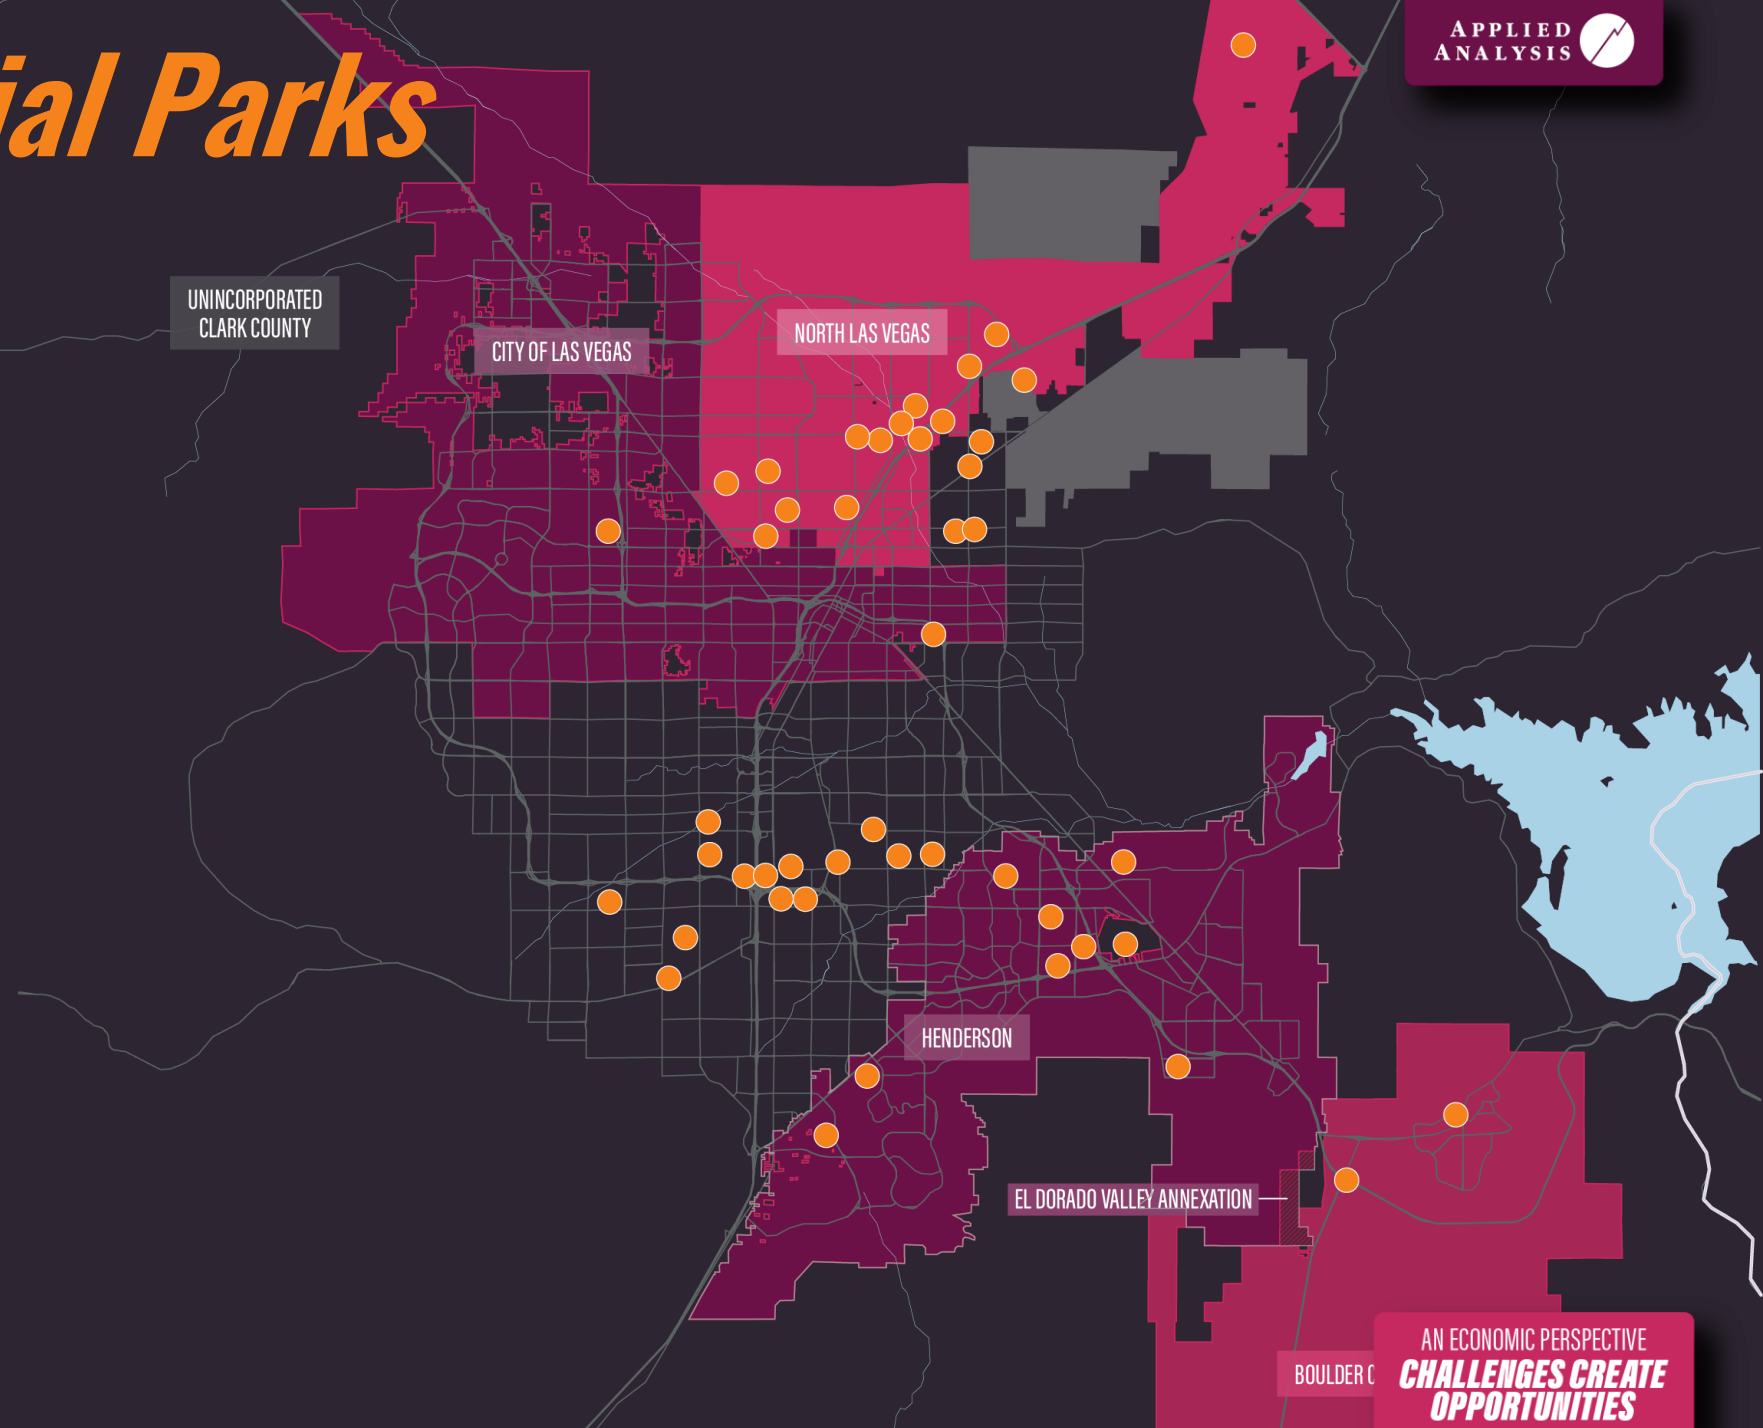 ial Parks
APPLIED
ANALYSIS
UNINCORPORATED
CLARK COUNTY
CITY OF LAS VEGAS
NORTH LAS VEGAS
HENDERSON
EL DORADO VALLEY ANNEXATION
BOULDER C
AN ECONOMIC PERSPECTIVE
CHALLENGES CREATE
OPPORTUNITIES